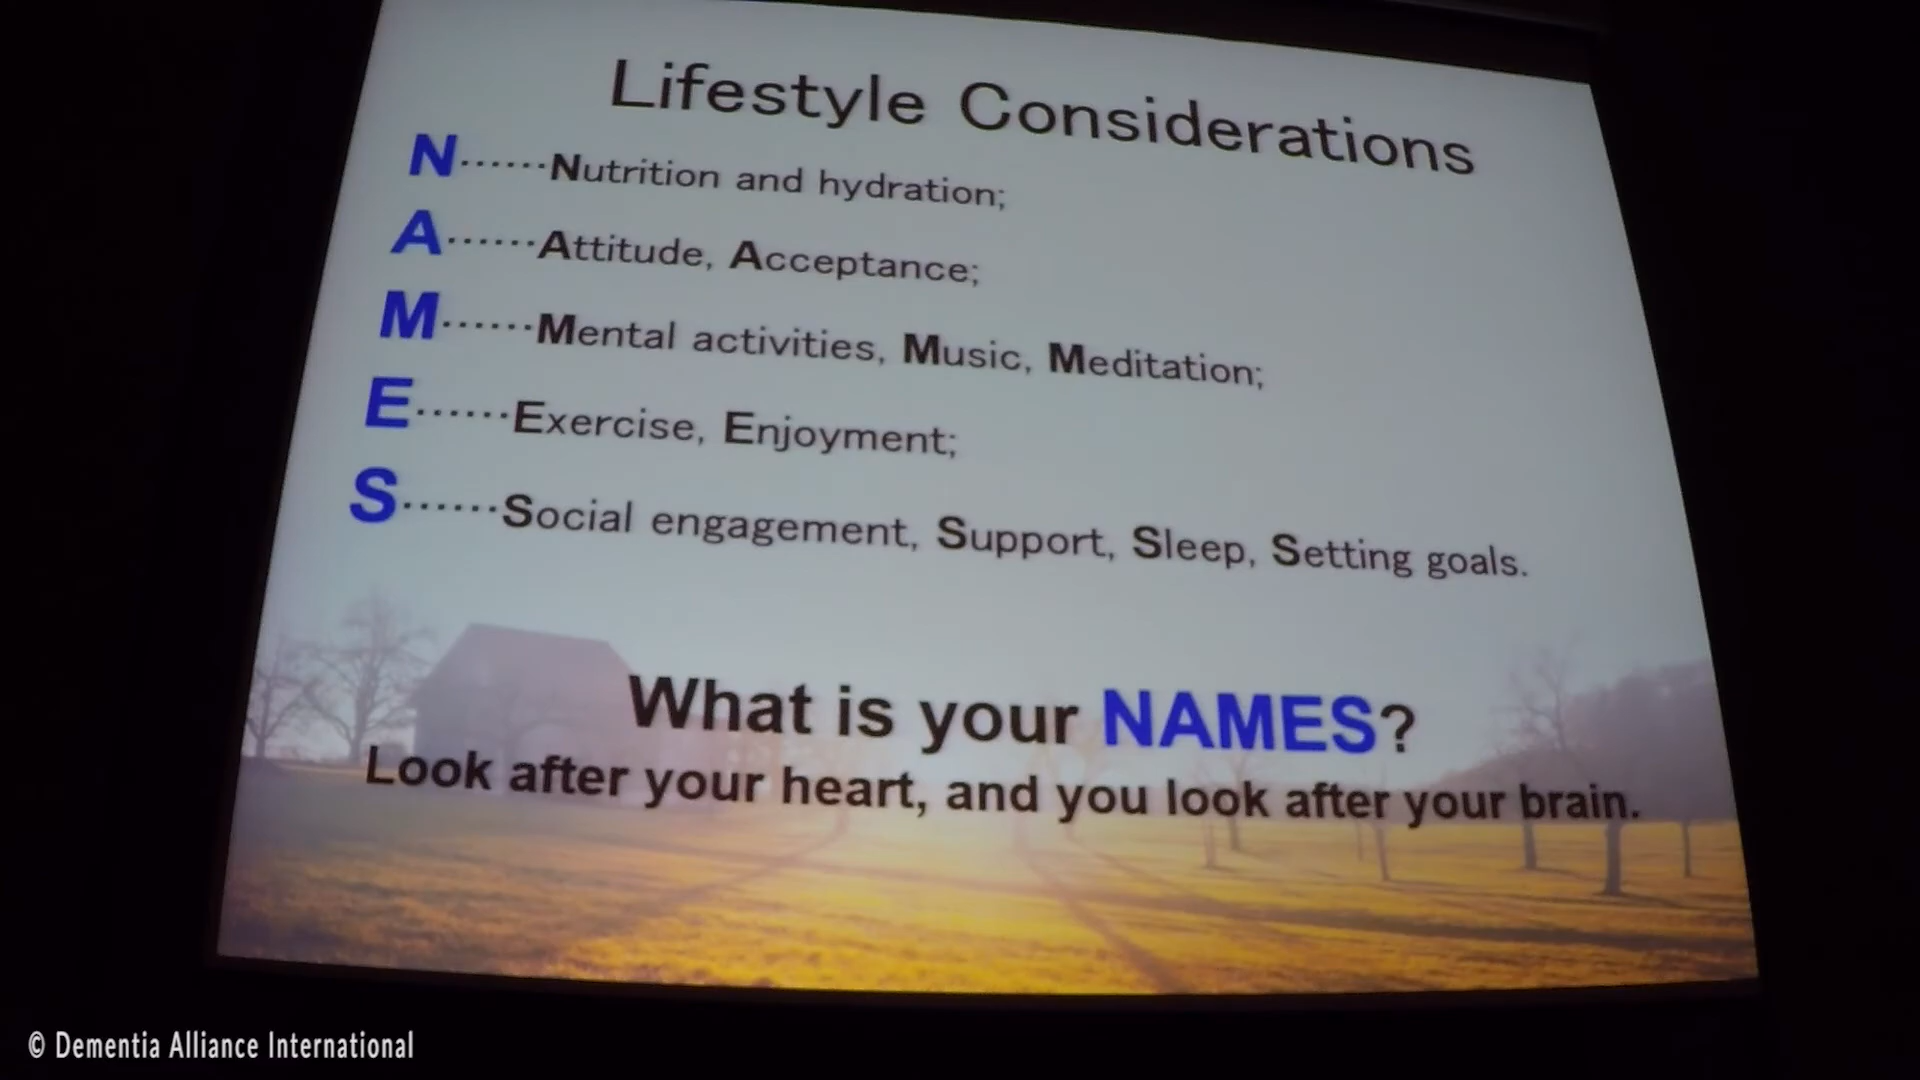 Lifestyle Considerations
N······Nutrition and hydration;
A······Attitude, Acceptance;
M······Mental activities, Music, Meditation;
E······Exercise, Enjoyment;
S······Social engagement, Support, Sleep, Setting goals.
What is your NAMES?
Look after your heart, and you look after your brain.
© Dementia Alliance International